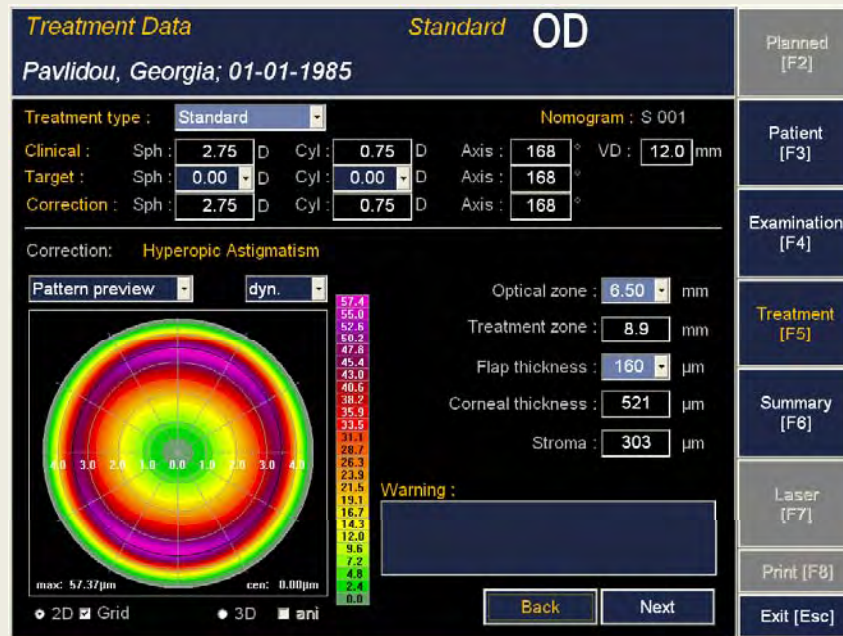 Treatment Data Standard OD
Pavlidou, Georgia; 01-01-1985
Treatment type : Standard Nomogram : S 001
Clinical : Sph : 2.75 D Cyl : 0.75 D Axis : 168 ° VD : 12.0 mm
Target : Sph : 0.00 D Cyl : 0.00 D Axis : 168 °
Correction : Sph : 2.75 D Cyl : 0.75 D Axis : 168 °
Correction: Hyperopic Astigmatism
Pattern preview dyn.
Optical zone : 6.50 mm
Treatment zone : 8.9 mm
Flap thickness : 160 µm
Corneal thickness : 521 µm
Stroma : 303 µm
Warning :
57.4
55.0
52.6
50.2
47.8
45.4
43.0
40.6
38.2
35.9
33.5
31.1
28.7
26.3
23.9
21.5
19.1
16.7
14.3
12.0
9.6
7.2
4.8
2.4
0.0
4.0 3.0 2.0 1.0 0.0 1.0 2.0 3.0 4.0
max: 57.37µm cen: 0.00µm
2D Grid 3D ani
Back Next
Planned
[F2]
Patient
[F3]
Examination
[F4]
Treatment
[F5]
Summary
[F6]
Laser
[F7]
Print [F8]
Exit [Esc]